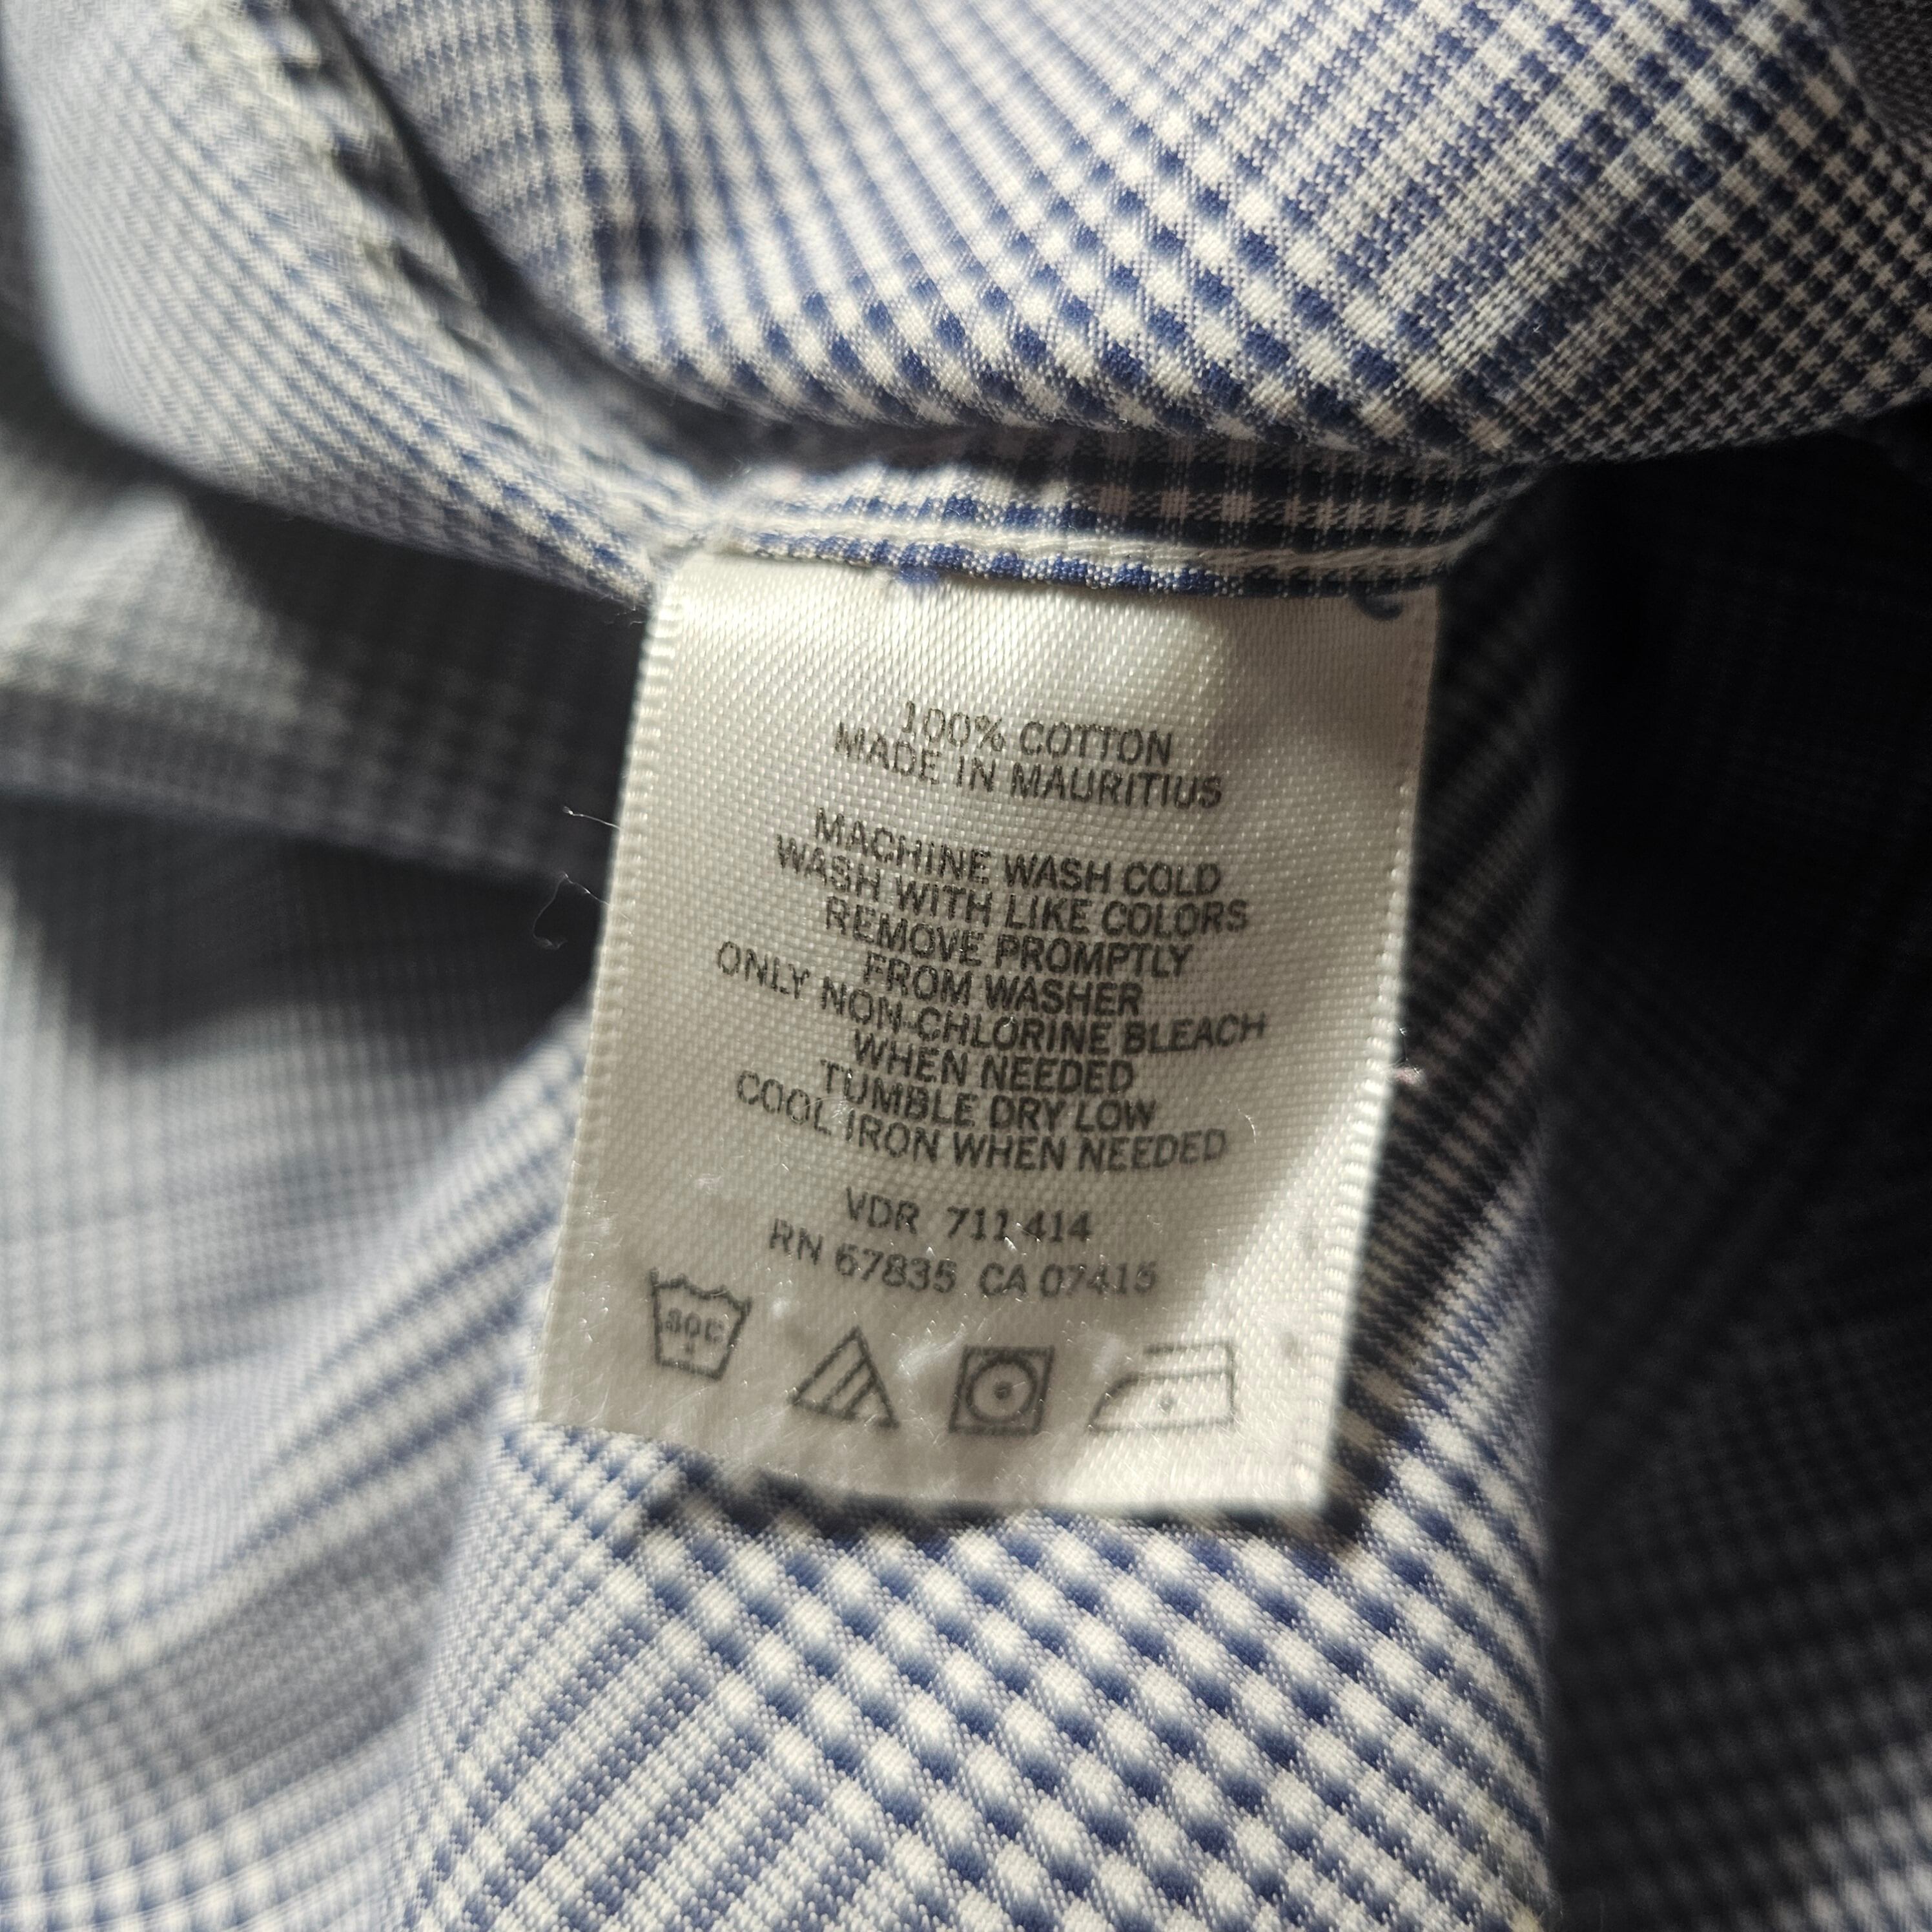 100% COTTON
MADE IN MAURITIUS
MACHINE WASH COLD
WASH WITH LIKE COLORS
REMOVE PROMPTLY
FROM WASHER
ONLY NON-CHLORINE BLEACH
WHEN NEEDED
TUMBLE DRY LOW
COOL IRON WHEN NEEDED
VDR 711414
RN 67835 CA 07415
30C